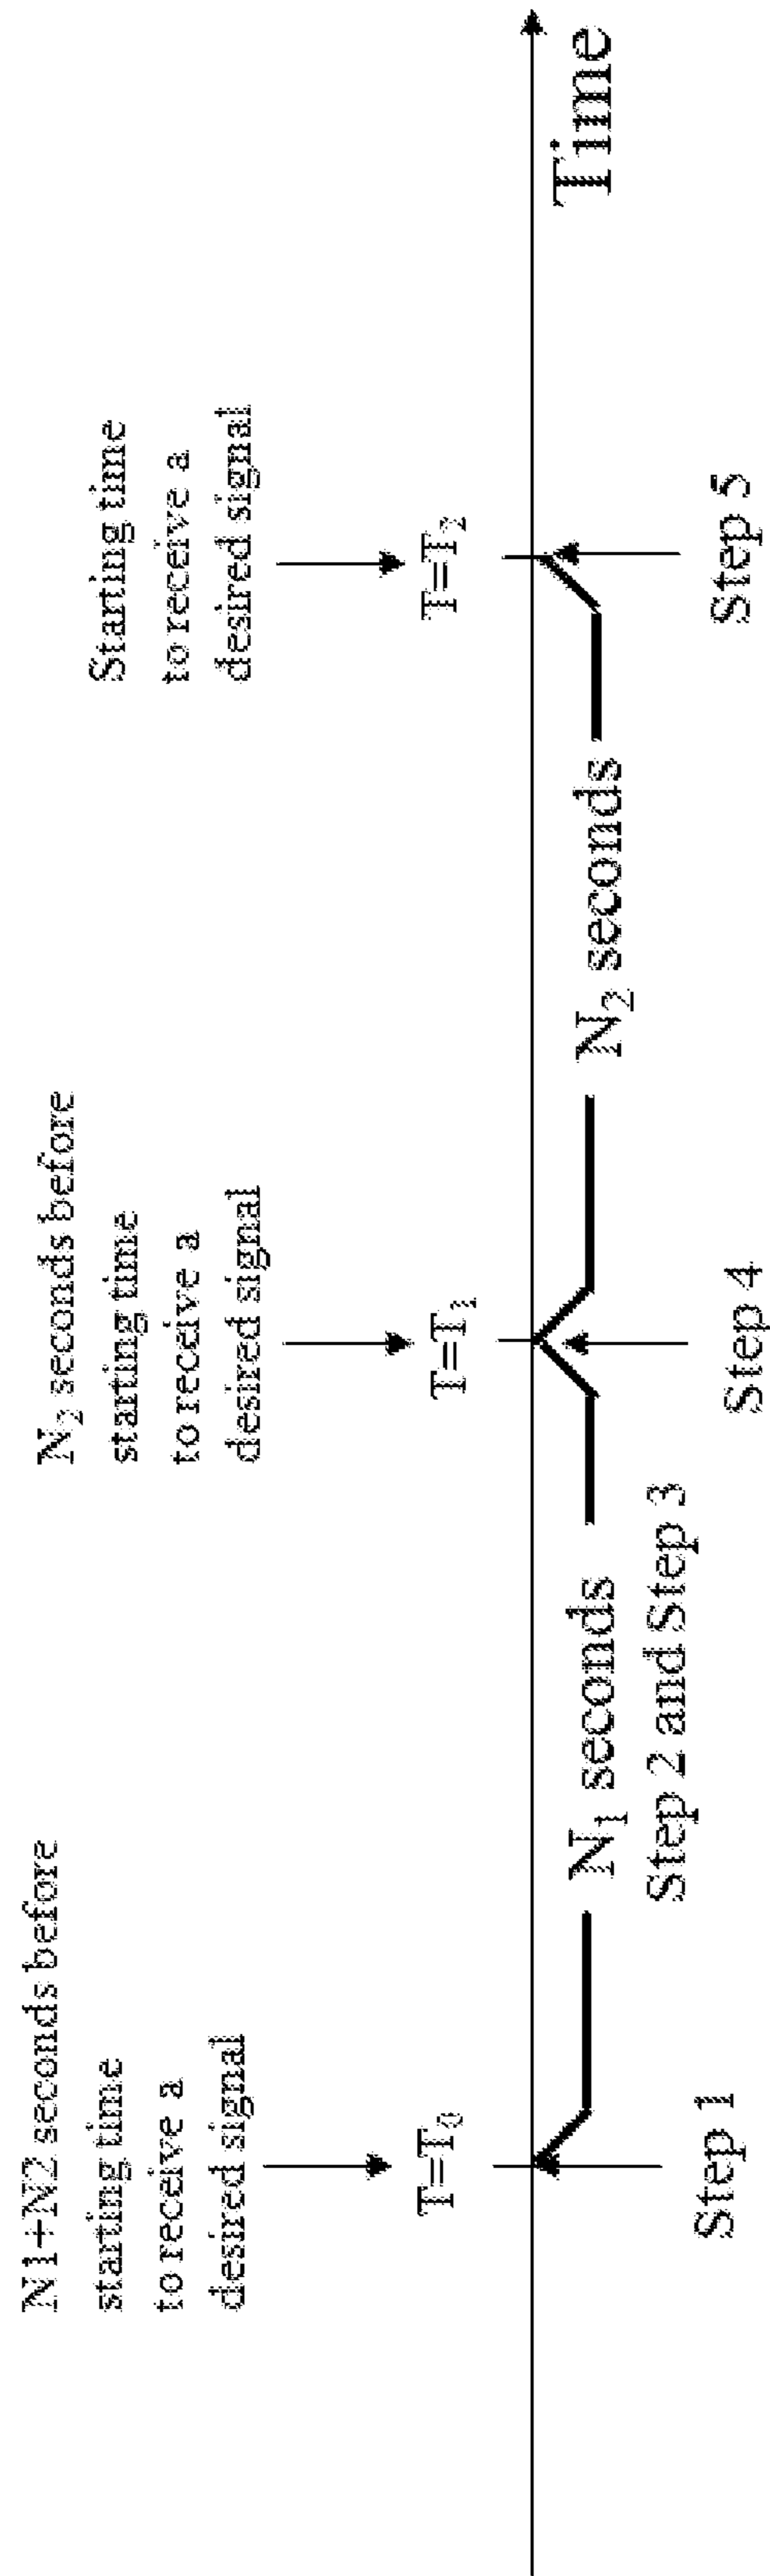 N1+N2 seconds before
starting time
to receive a
desired signal
N₂ seconds before
starting time
to receive a
desired signal
Starting time
to receive a
desired signal
T=T₀
T=T₁
T=T₂
N₁ seconds
Step 2 and Step 3
N₂ seconds
Time
Step 1
Step 4
Step 5